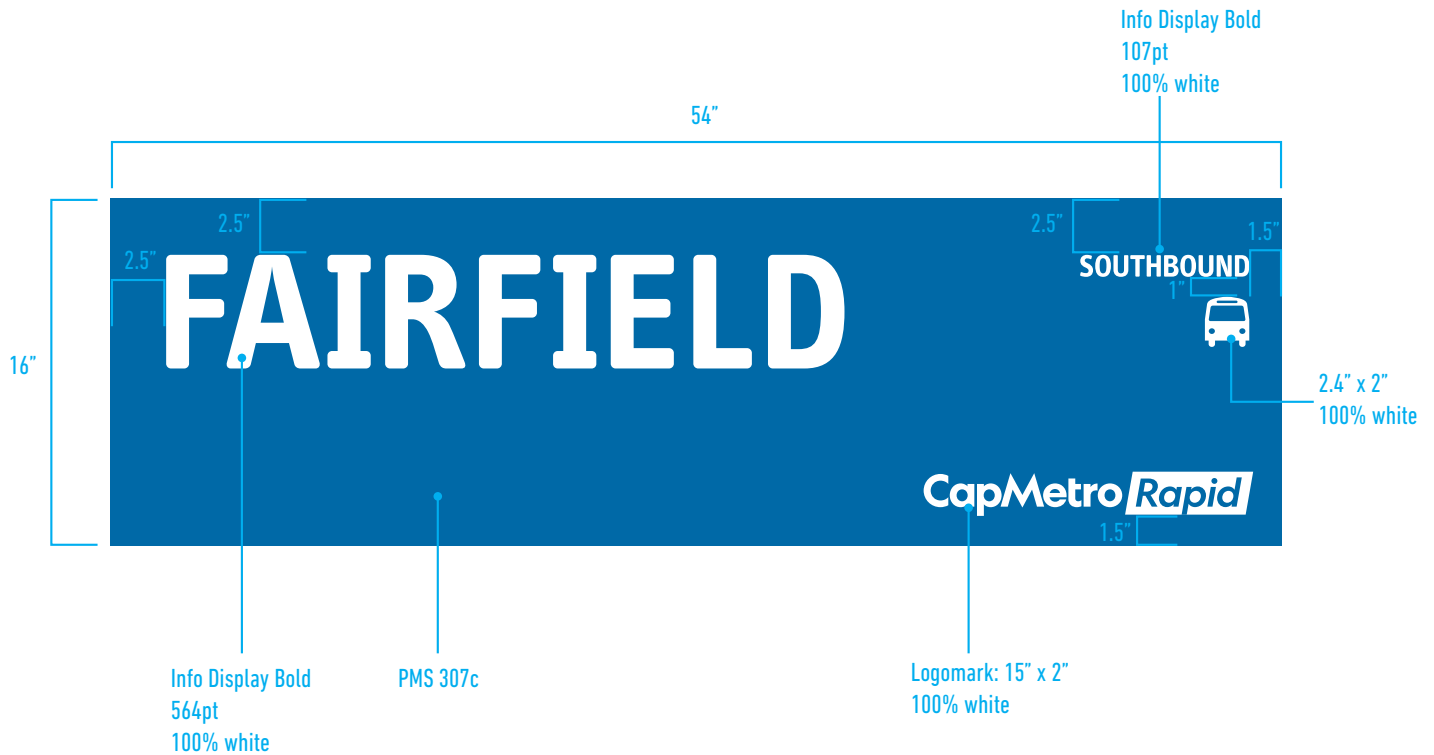 Info Display Bold
107pt
100% white
54”
2.5”
2.5”
1.5”
2.5”
FAIRFIELD
SOUTHBOUND
1”
16”
2.4” x 2”
100% white
CapMetro Rapid
1.5”
Info Display Bold
564pt
100% white
PMS 307c
Logomark: 15” x 2”
100% white